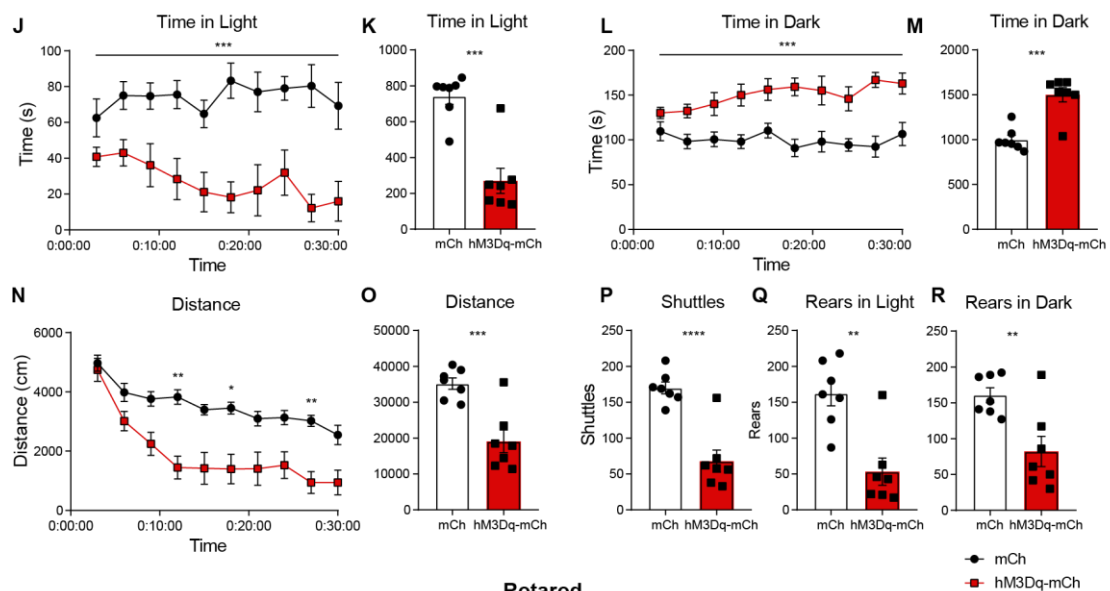 J Time in Light
***
Time (s)
100
80
60
40
20
0
0:00:00 0:10:00 0:20:00 0:30:00
Time
K Time in Light
***
1000
800
600
400
200
0
mCh hM3Dq-mCh
L Time in Dark
***
Time (s)
200
150
100
50
0
0:00:00 0:10:00 0:20:00 0:30:00
Time
M Time in Dark
***
2000
1500
1000
500
0
mCh hM3Dq-mCh
N Distance
Distance (cm)
6000
4000
2000
0
** * **
0:00:00 0:10:00 0:20:00 0:30:00
Time
O Distance
***
50000
40000
30000
20000
10000
0
mCh hM3Dq-mCh
P Shuttles
****
Shuttles
250
200
150
100
50
0
mCh hM3Dq-mCh
Q Rears in Light
**
Rears
250
200
150
100
50
0
mCh hM3Dq-mCh
R Rears in Dark
**
250
200
150
100
50
0
mCh hM3Dq-mCh
mCh
hM3Dq-mCh
Rotarod